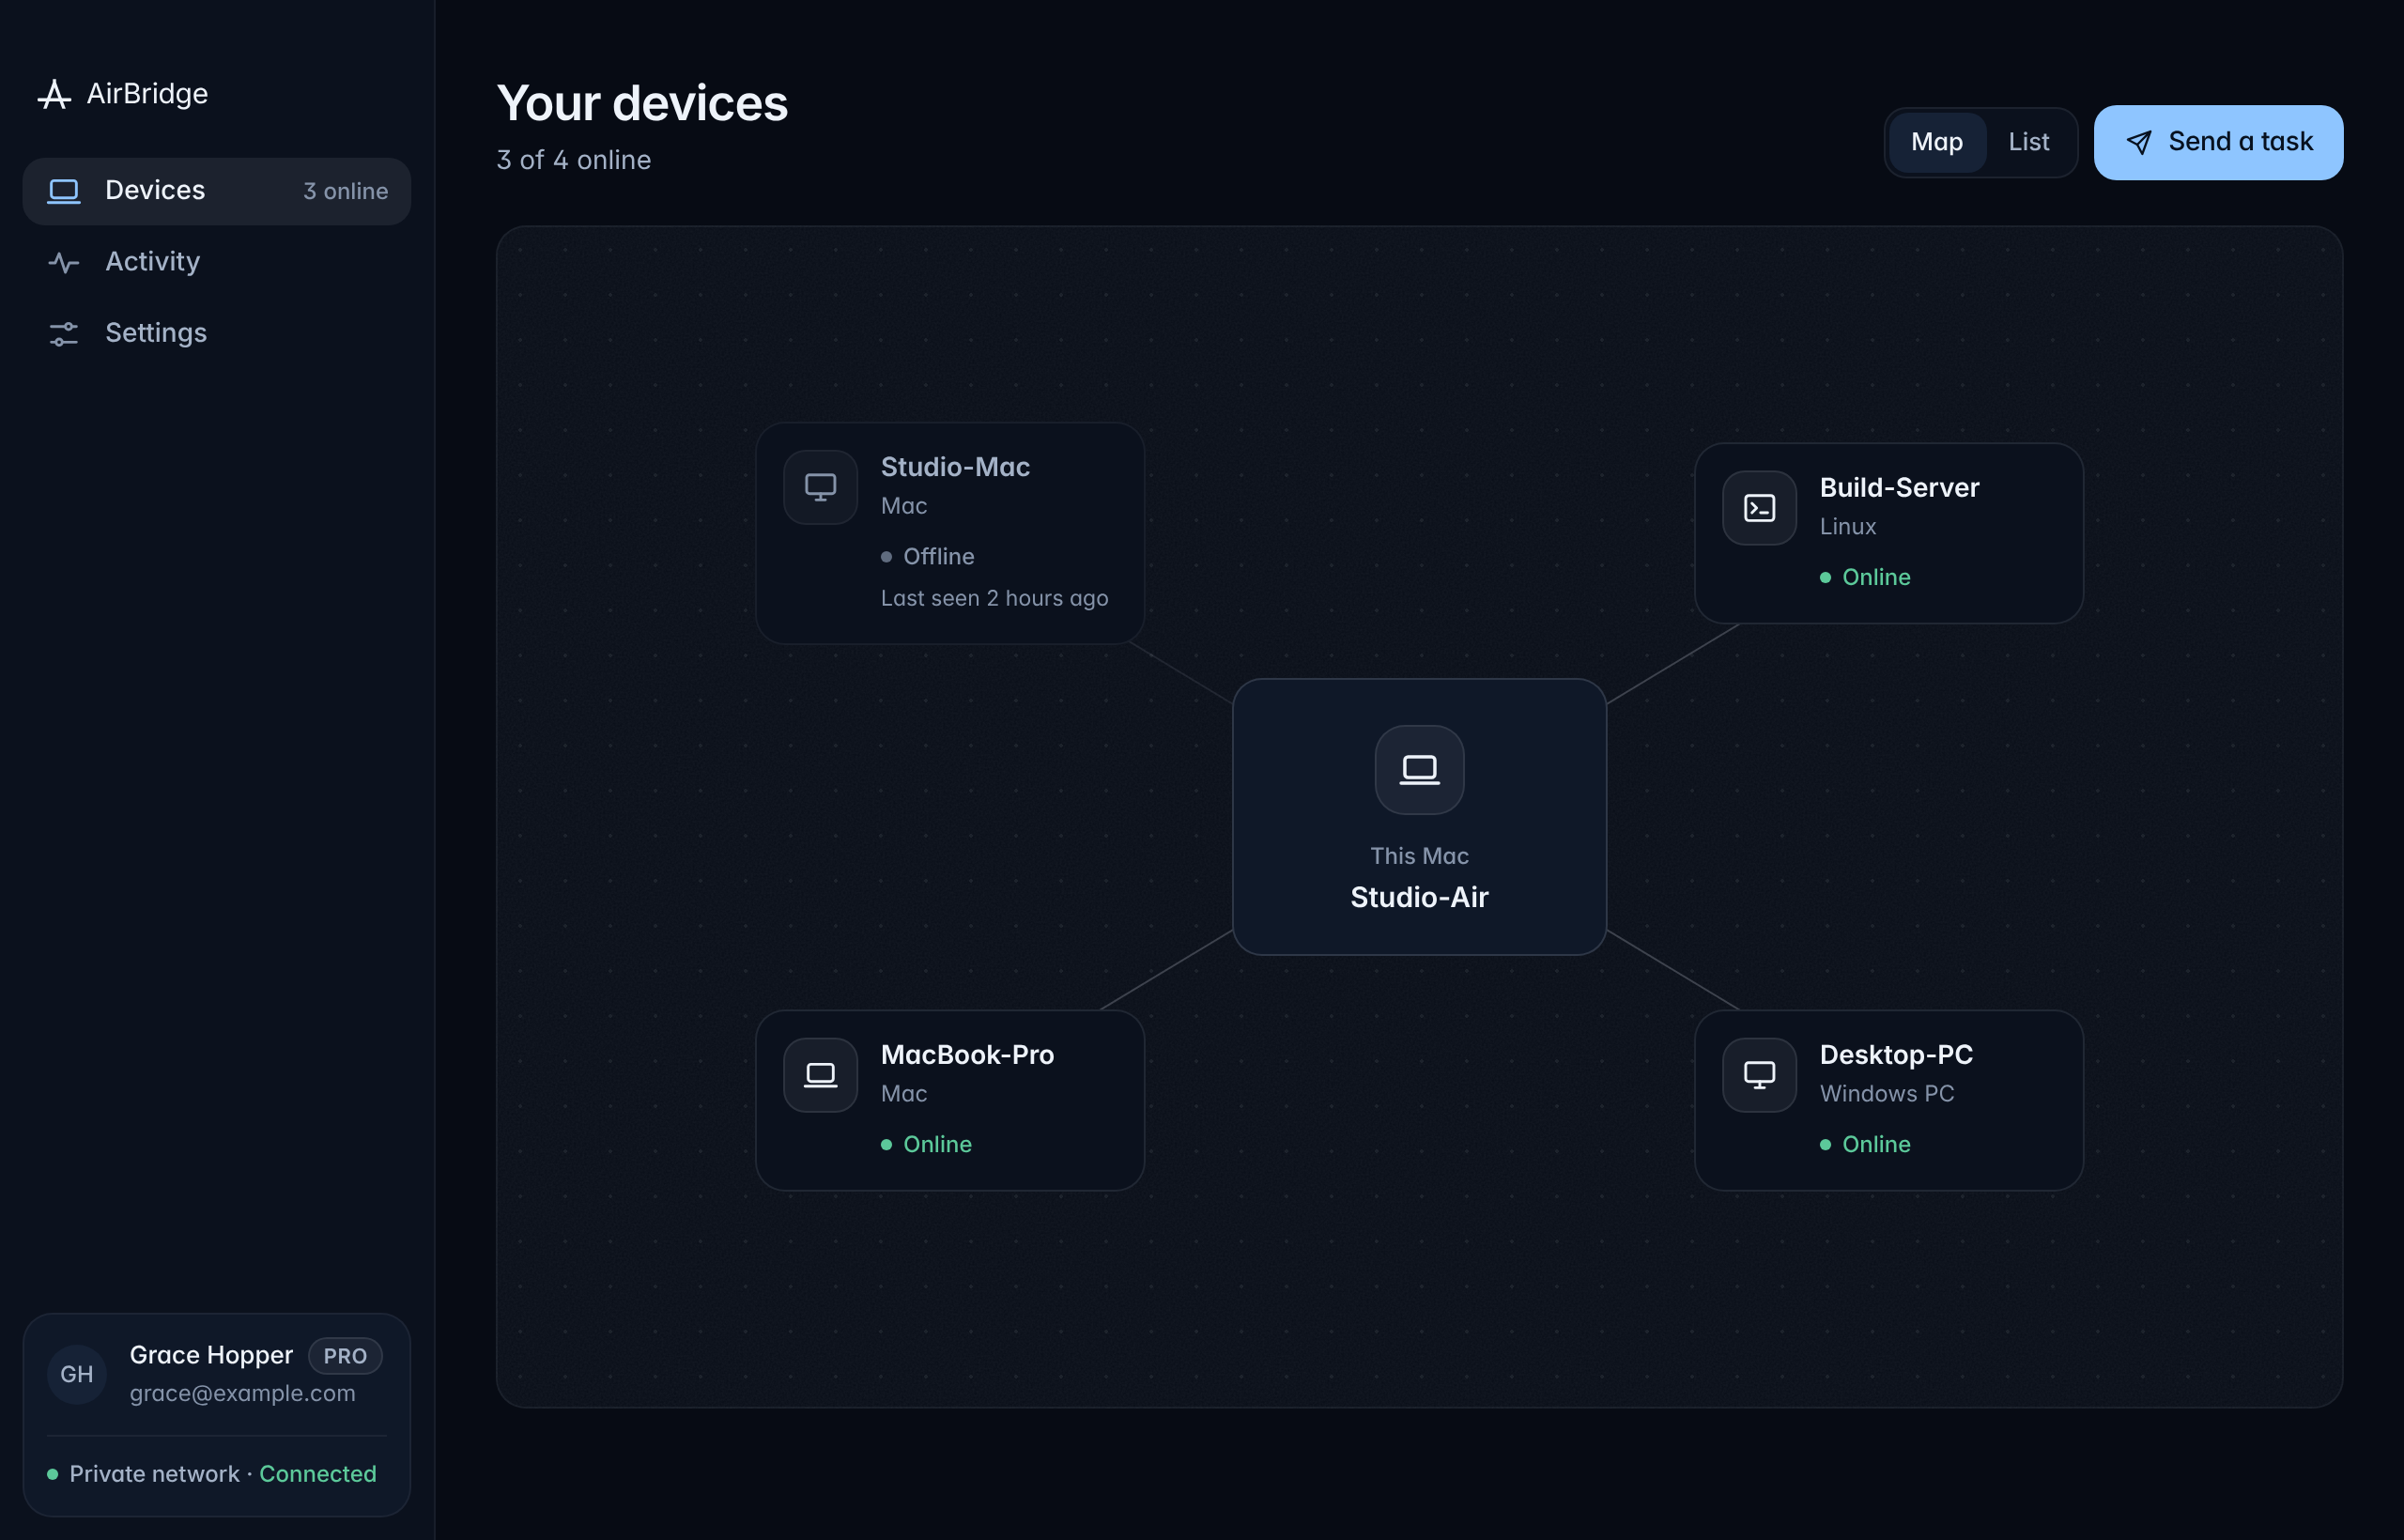 AirBridge
Devices 3 online
Activity
Settings
Grace Hopper PRO
GH
grace@example.com
Private network · Connected
Your devices
3 of 4 online
Map List Send a task
Studio-Mac
Mac
Offline
Last seen 2 hours ago
Build-Server
Linux
Online
This Mac
Studio-Air
MacBook-Pro
Mac
Online
Desktop-PC
Windows PC
Online